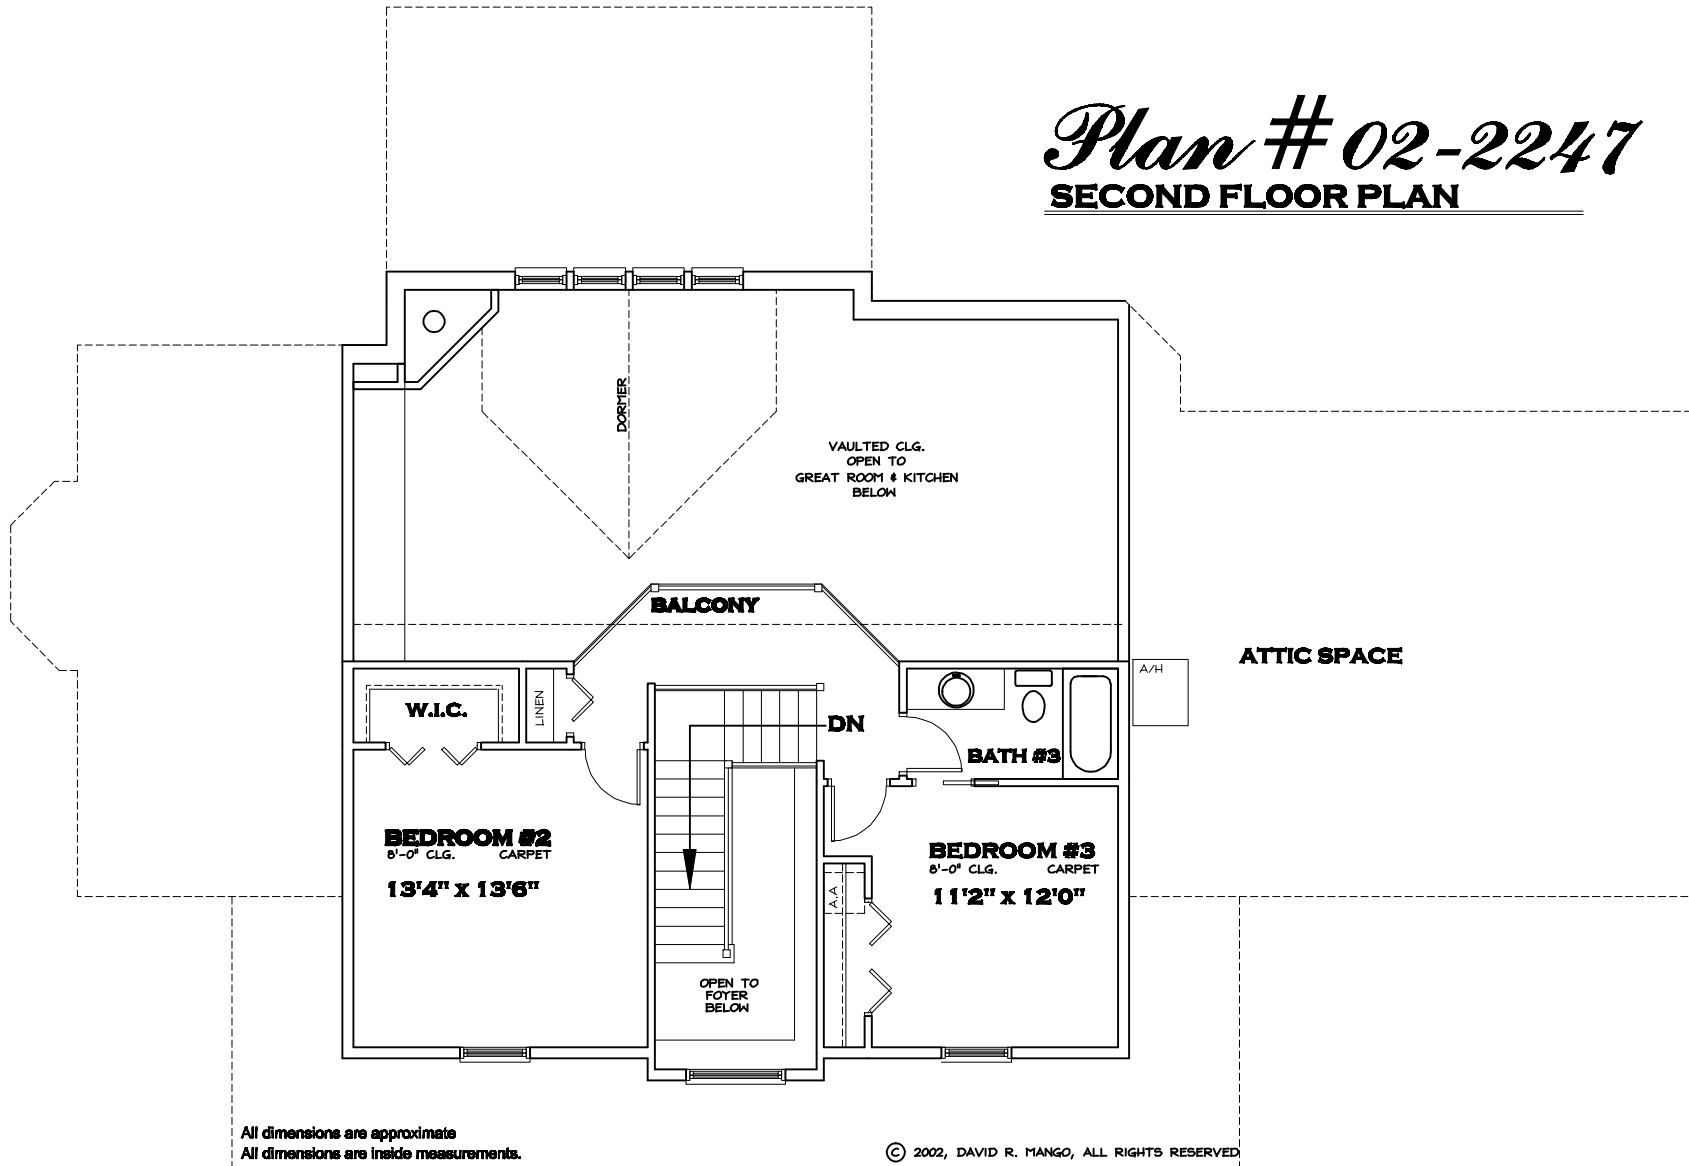 Plan # 02-2247
SECOND FLOOR PLAN
DORMER
VAULTED CLG.
OPEN TO
GREAT ROOM & KITCHEN
BELOW
BALCONY
ATTIC SPACE
A/H
W.I.C.
LINEN
DN
BATH #3
BEDROOM #2
8'-0" CLG. CARPET
13'4" x 13'6"
BEDROOM #3
8'-0" CLG. CARPET
11'2" x 12'0"
A.A
OPEN TO
FOYER
BELOW
All dimensions are approximate
All dimensions are inside measurements.
© 2002, DAVID R. MANGO, ALL RIGHTS RESERVED